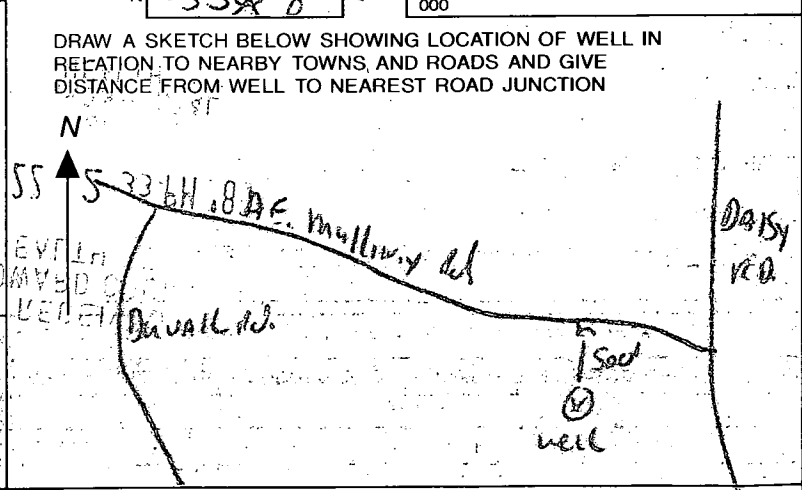 000
DRAW A SKETCH BELOW SHOWING LOCATION OF WELL IN
RELATION TO NEARBY TOWNS AND ROADS AND GIVE
DISTANCE FROM WELL TO NEAREST ROAD JUNCTION
N
A.E. Mullinix Rd
DAISY
RD.
DUVALL Rd.
well